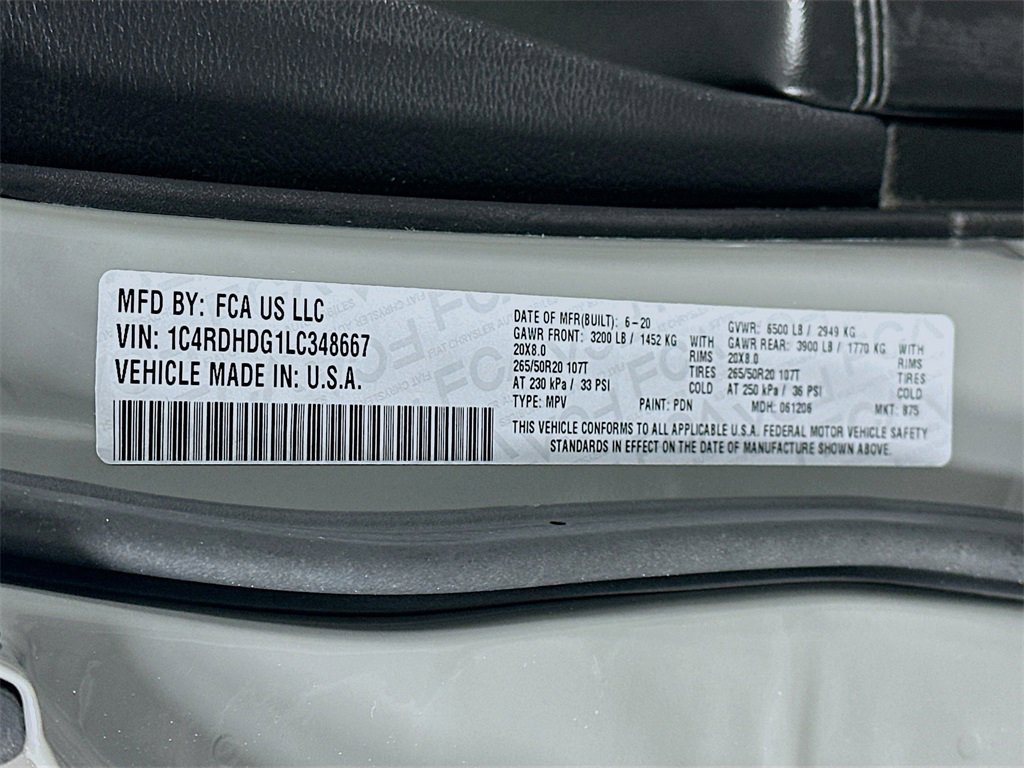 MFD BY: FCA US LLC
VIN: 1C4RDHDG1LC348667
VEHICLE MADE IN: U.S.A.
DATE OF MFR(BUILT): 6-20
GAWR FRONT: 3200 LB / 1452 KG WITH
20X8.0 RIMS
265/50R20 107T TIRES
AT 230 kPa / 33 PSI COLD
GVWR: 6500 LB / 2949 KG
GAWR REAR: 3900 LB / 1770 KG WITH
20X8.0 RIMS
265/50R20 107T TIRES
AT 250 kPa / 36 PSI COLD
TYPE: MPV PAINT: PDN MDH: 061206 MKT: 875
THIS VEHICLE CONFORMS TO ALL APPLICABLE U.S.A. FEDERAL MOTOR VEHICLE SAFETY
STANDARDS IN EFFECT ON THE DATE OF MANUFACTURE SHOWN ABOVE.